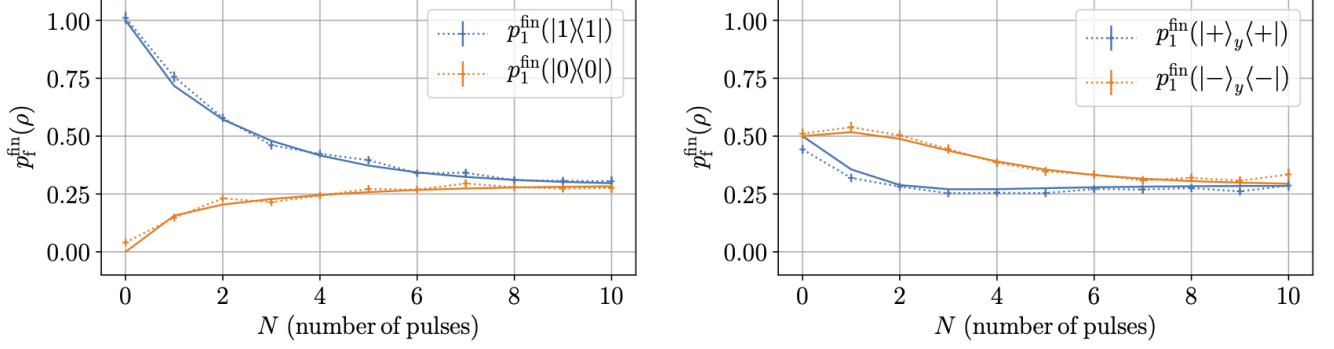 1.00
0.75
0.50
0.25
0.00
p_f^fin(ρ)
p_1^fin(|1⟩⟨1|)
p_1^fin(|0⟩⟨0|)
0 2 4 6 8 10
N (number of pulses)
1.00
0.75
0.50
0.25
0.00
p_f^fin(ρ)
p_1^fin(|+⟩_y⟨+|)
p_1^fin(|−⟩_y⟨−|)
0 2 4 6 8 10
N (number of pulses)